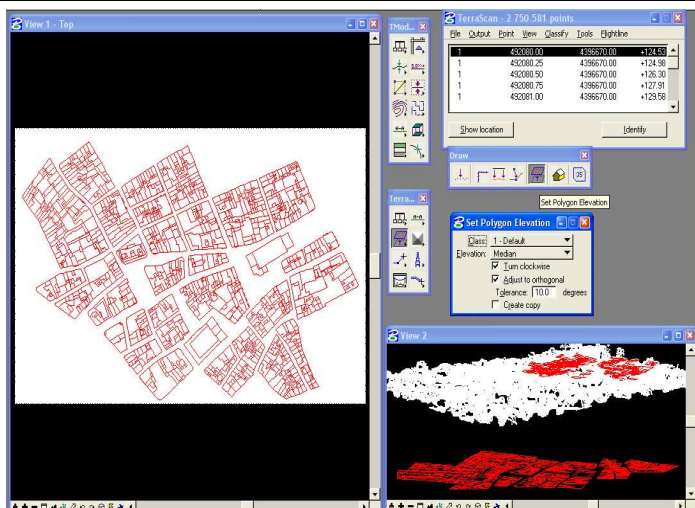 View 1 - Top
TMod...
TerraScan - 2 750 581 points
File Output Point View Classify Tools Flightline
1 492080.00 4396670.00 +124.53
1 492080.25 4396670.00 +124.98
1 492080.50 4396670.00 +126.30
1 492080.75 4396670.00 +127.91
1 492081.00 4396670.00 +129.58
Show location Identify
Draw
35
Set Polygon Elevation
Terra...
Set Polygon Elevation
Class: 1 - Default
Elevation: Median
Turn clockwise
Adjust to orthogonal
Tolerance: 10.0 degrees
Create copy
View 2